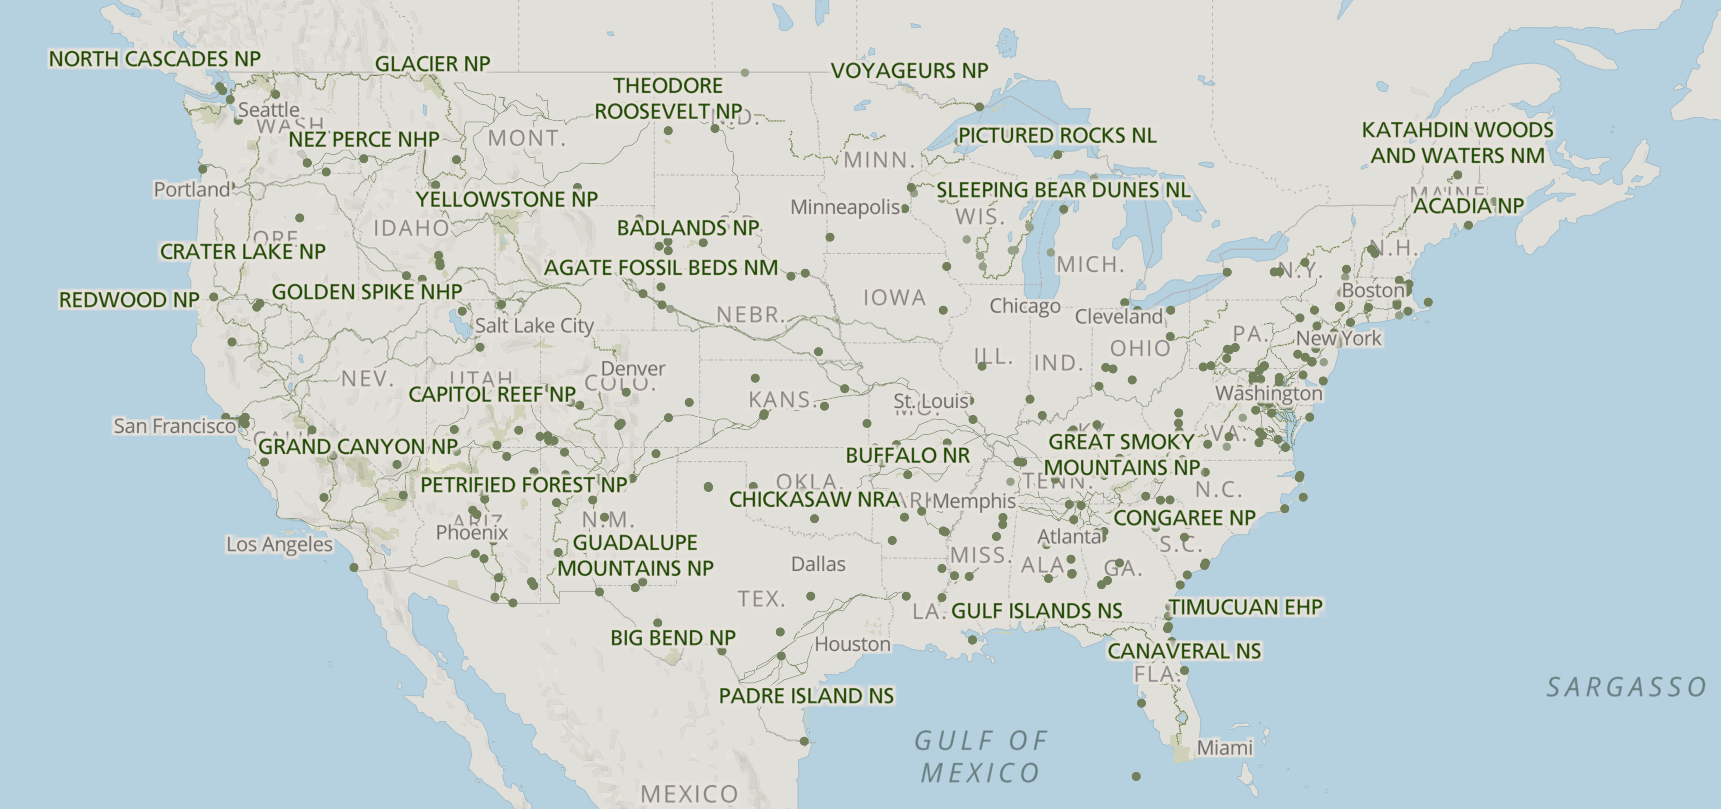 NORTH CASCADES NP
GLACIER NP
VOYAGEURS NP
THEODORE
ROOSEVELT NP
N.D.
Seattle
WASH.
NEZ PERCE NHP
MONT.
PICTURED ROCKS NL
KATAHDIN WOODS
AND WATERS NM
MINN.
Portland
YELLOWSTONE NP
SLEEPING BEAR DUNES NL
MAINE
ACADIA NP
Minneapolis
WIS.
IDAHO
BADLANDS NP
S.D.
ORE.
CRATER LAKE NP
N.H.
AGATE FOSSIL BEDS NM
MICH.
N.Y.
REDWOOD NP
GOLDEN SPIKE NHP
IOWA
Boston
Chicago
Cleveland
NEBR.
Salt Lake City
PA.
New York
OHIO
ILL.
IND.
Denver
NEV.
UTAH
COLO.
CAPITOL REEF NP
KANS.
St. Louis
MO.
Washington
San Francisco
CALIF.
GRAND CANYON NP
KY.
VA.
GREAT SMOKY
MOUNTAINS NP
BUFFALO NR
PETRIFIED FOREST NP
OKLA.
TENN.
N.C.
CHICKASAW NRA
ARK.
Memphis
ARIZ.
Phoenix
N.M.
CONGAREE NP
Los Angeles
Atlanta
S.C.
GUADALUPE
MOUNTAINS NP
Dallas
MISS.
ALA.
GA.
TEX.
LA.
GULF ISLANDS NS
TIMUCUAN EHP
BIG BEND NP
Houston
CANAVERAL NS
FLA.
PADRE ISLAND NS
SARGASSO
GULF OF
MEXICO
Miami
MEXICO